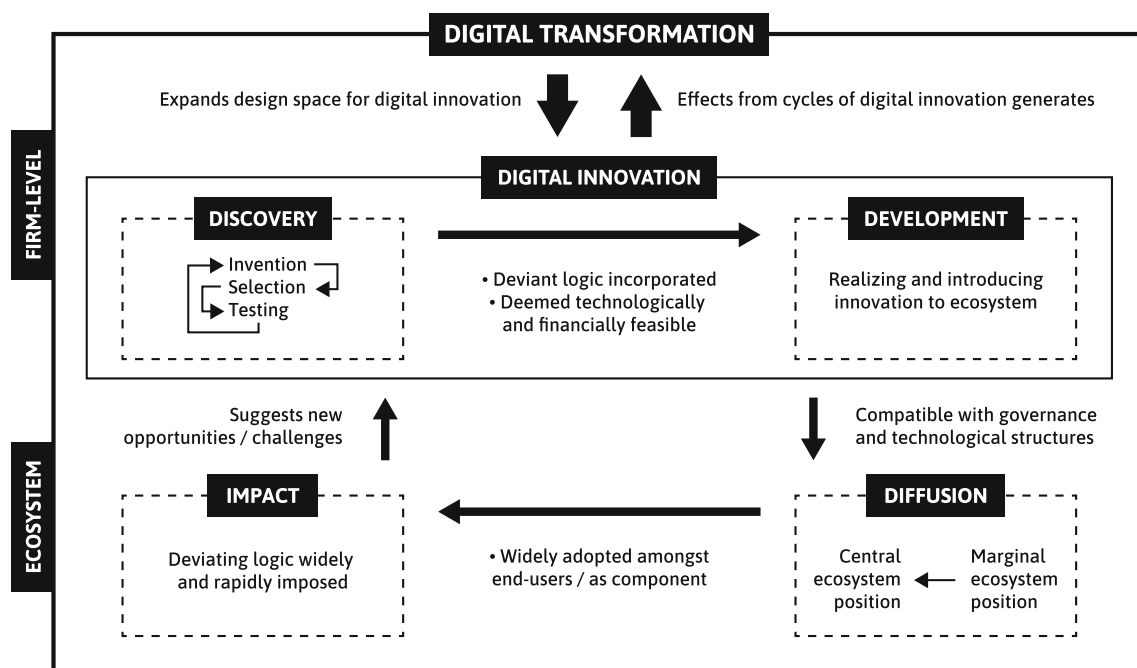 DIGITAL TRANSFORMATION
Expands design space for digital innovation
Effects from cycles of digital innovation generates
FIRM-LEVEL
DIGITAL INNOVATION
DISCOVERY
Invention
Selection
Testing
• Deviant logic incorporated
• Deemed technologically
and financially feasible
DEVELOPMENT
Realizing and introducing
innovation to ecosystem
Suggests new
opportunities / challenges
Compatible with governance
and technological structures
ECOSYSTEM
IMPACT
Deviating logic widely
and rapidly imposed
• Widely adopted amongst
end-users / as component
DIFFUSION
Central
ecosystem
position
Marginal
ecosystem
position